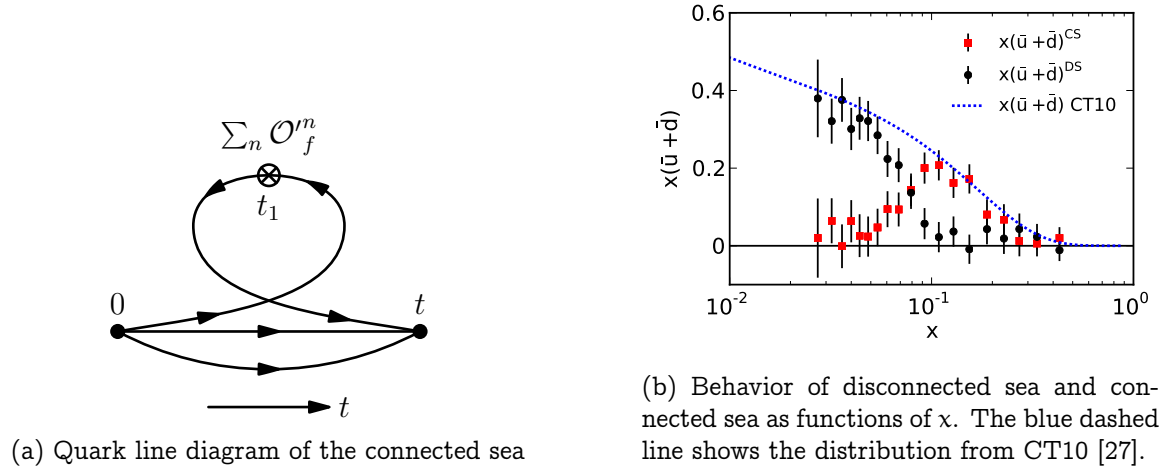 ∑ₙ 𝒪′ⁿ_f
t₁
0
t
t
(a) Quark line diagram of the connected sea
0.6
0.4
0.2
0
x(ū+d̄)
x(ū+d̄)^CS
x(ū+d̄)^DS
x(ū+d̄) CT10
10⁻² 10⁻¹ 10⁰
x
(b) Behavior of disconnected sea and con-
nected sea as functions of x. The blue dashed
line shows the distribution from CT10 [27].